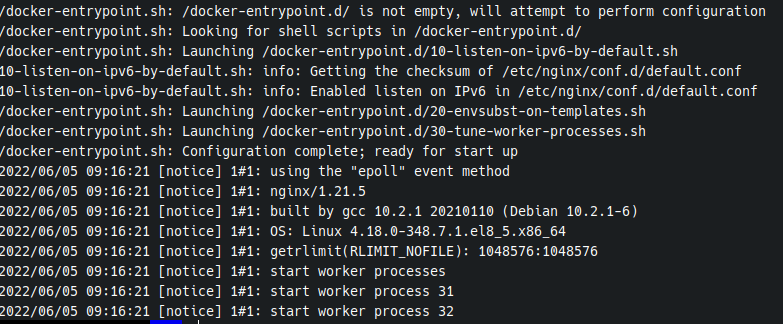 /docker-entrypoint.sh: /docker-entrypoint.d/ is not empty, will attempt to perform configuration
/docker-entrypoint.sh: Looking for shell scripts in /docker-entrypoint.d/
/docker-entrypoint.sh: Launching /docker-entrypoint.d/10-listen-on-ipv6-by-default.sh
10-listen-on-ipv6-by-default.sh: info: Getting the checksum of /etc/nginx/conf.d/default.conf
10-listen-on-ipv6-by-default.sh: info: Enabled listen on IPv6 in /etc/nginx/conf.d/default.conf
/docker-entrypoint.sh: Launching /docker-entrypoint.d/20-envsubst-on-templates.sh
/docker-entrypoint.sh: Launching /docker-entrypoint.d/30-tune-worker-processes.sh
/docker-entrypoint.sh: Configuration complete; ready for start up
2022/06/05 09:16:21 [notice] 1#1: using the "epoll" event method
2022/06/05 09:16:21 [notice] 1#1: nginx/1.21.5
2022/06/05 09:16:21 [notice] 1#1: built by gcc 10.2.1 20210110 (Debian 10.2.1-6)
2022/06/05 09:16:21 [notice] 1#1: OS: Linux 4.18.0-348.7.1.el8_5.x86_64
2022/06/05 09:16:21 [notice] 1#1: getrlimit(RLIMIT_NOFILE): 1048576:1048576
2022/06/05 09:16:21 [notice] 1#1: start worker processes
2022/06/05 09:16:21 [notice] 1#1: start worker process 31
2022/06/05 09:16:21 [notice] 1#1: start worker process 32